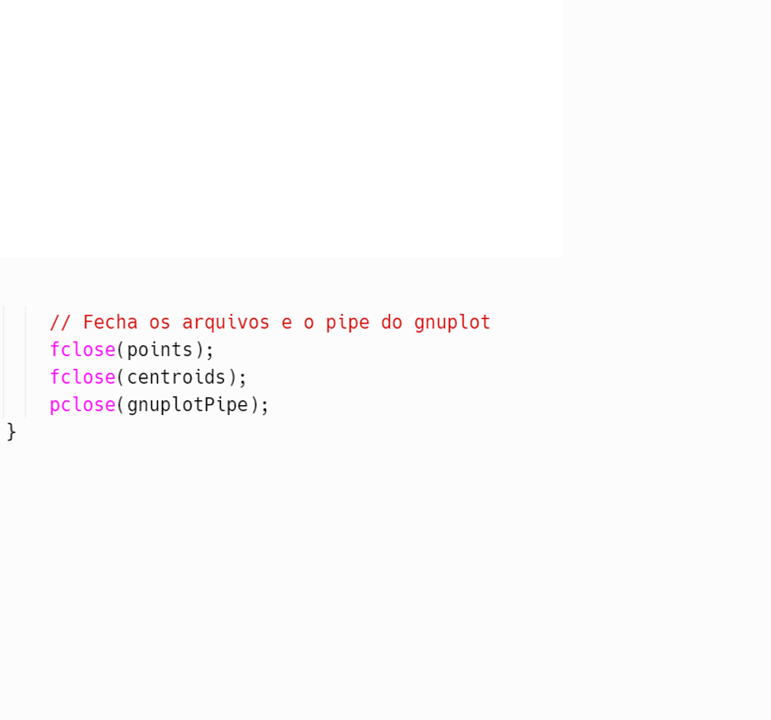 // Fecha os arquivos e o pipe do gnuplot
fclose(points);
fclose(centroids);
pclose(gnuplotPipe);
}